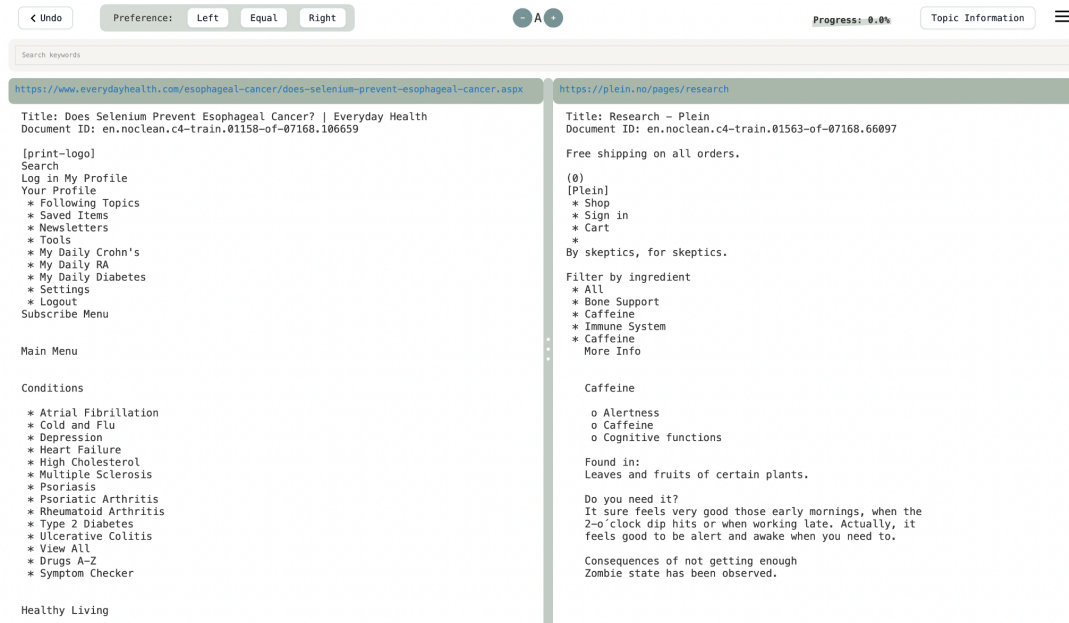 Undo
Preference: Left Equal Right
- A +
Progress: 0.0%
Topic Information
Search keywords
https://www.everydayhealth.com/esophageal-cancer/does-selenium-prevent-esophageal-cancer.aspx
Title: Does Selenium Prevent Esophageal Cancer? | Everyday Health
Document ID: en.noclean.c4-train.01158-of-07168.106659
[print-logo]
Search
Log in My Profile
Your Profile
* Following Topics
* Saved Items
* Newsletters
* Tools
* My Daily Crohn's
* My Daily RA
* My Daily Diabetes
* Settings
* Logout
Subscribe Menu
Main Menu
Conditions
* Atrial Fibrillation
* Cold and Flu
* Depression
* Heart Failure
* High Cholesterol
* Multiple Sclerosis
* Psoriasis
* Psoriatic Arthritis
* Rheumatoid Arthritis
* Type 2 Diabetes
* Ulcerative Colitis
* View All
* Drugs A-Z
* Symptom Checker
Healthy Living
https://plein.no/pages/research
Title: Research – Plein
Document ID: en.noclean.c4-train.01563-of-07168.66097
Free shipping on all orders.
(0)
[Plein]
* Shop
* Sign in
* Cart
*
By skeptics, for skeptics.
Filter by ingredient
* All
* Bone Support
* Caffeine
* Immune System
* Caffeine
More Info
Caffeine
o Alertness
o Caffeine
o Cognitive functions
Found in:
Leaves and fruits of certain plants.
Do you need it?
It sure feels very good those early mornings, when the
2-o´clock dip hits or when working late. Actually, it
feels good to be alert and awake when you need to.
Consequences of not getting enough
Zombie state has been observed.